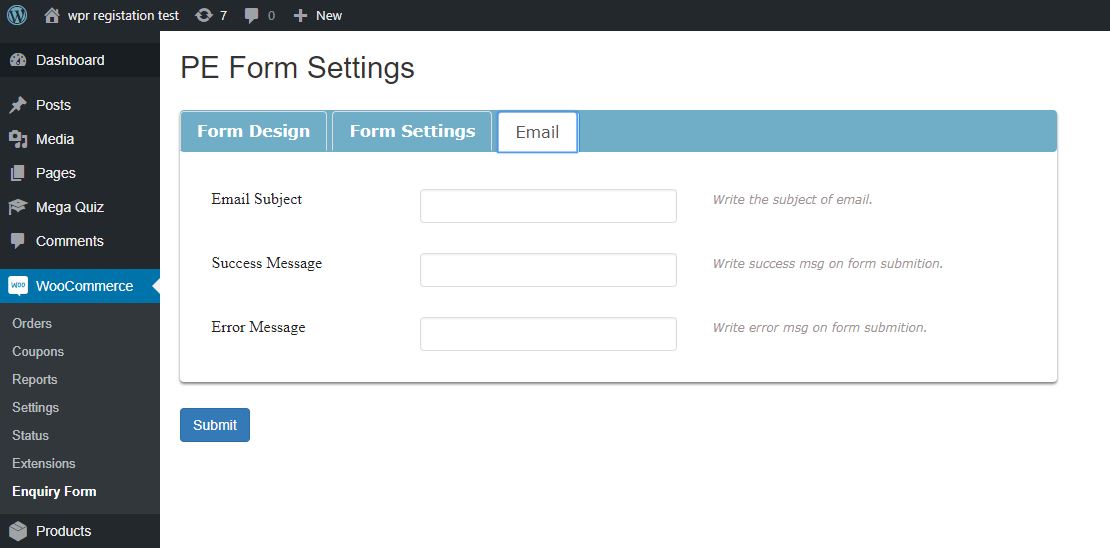 wpr registation test 7 0 New
Dashboard
Posts
Media
Pages
Mega Quiz
Comments
WOO WooCommerce
Orders
Coupons
Reports
Settings
Status
Extensions
Enquiry Form
Products
PE Form Settings
Form Design Form Settings Email
Email Subject Write the subject of email.
Success Message Write success msg on form submition.
Error Message Write error msg on form submition.
Submit